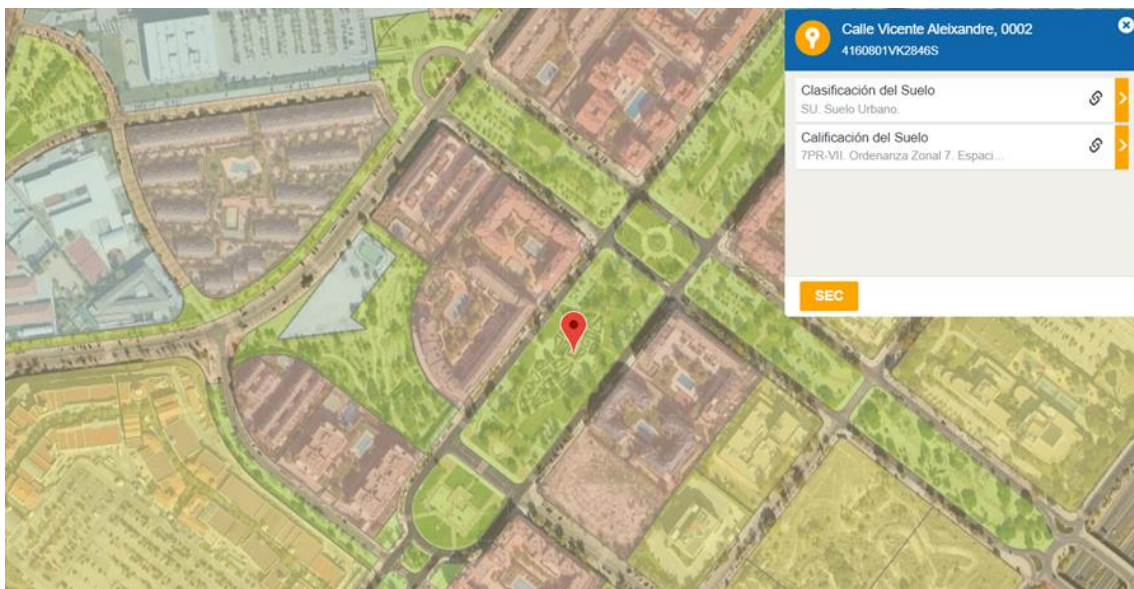 Calle Vicente Aleixandre, 0002
4160801VK2846S
Clasificación del Suelo
SU. Suelo Urbano.
Calificación del Suelo
7PR-VII. Ordenanza Zonal 7. Espaci...
SEC